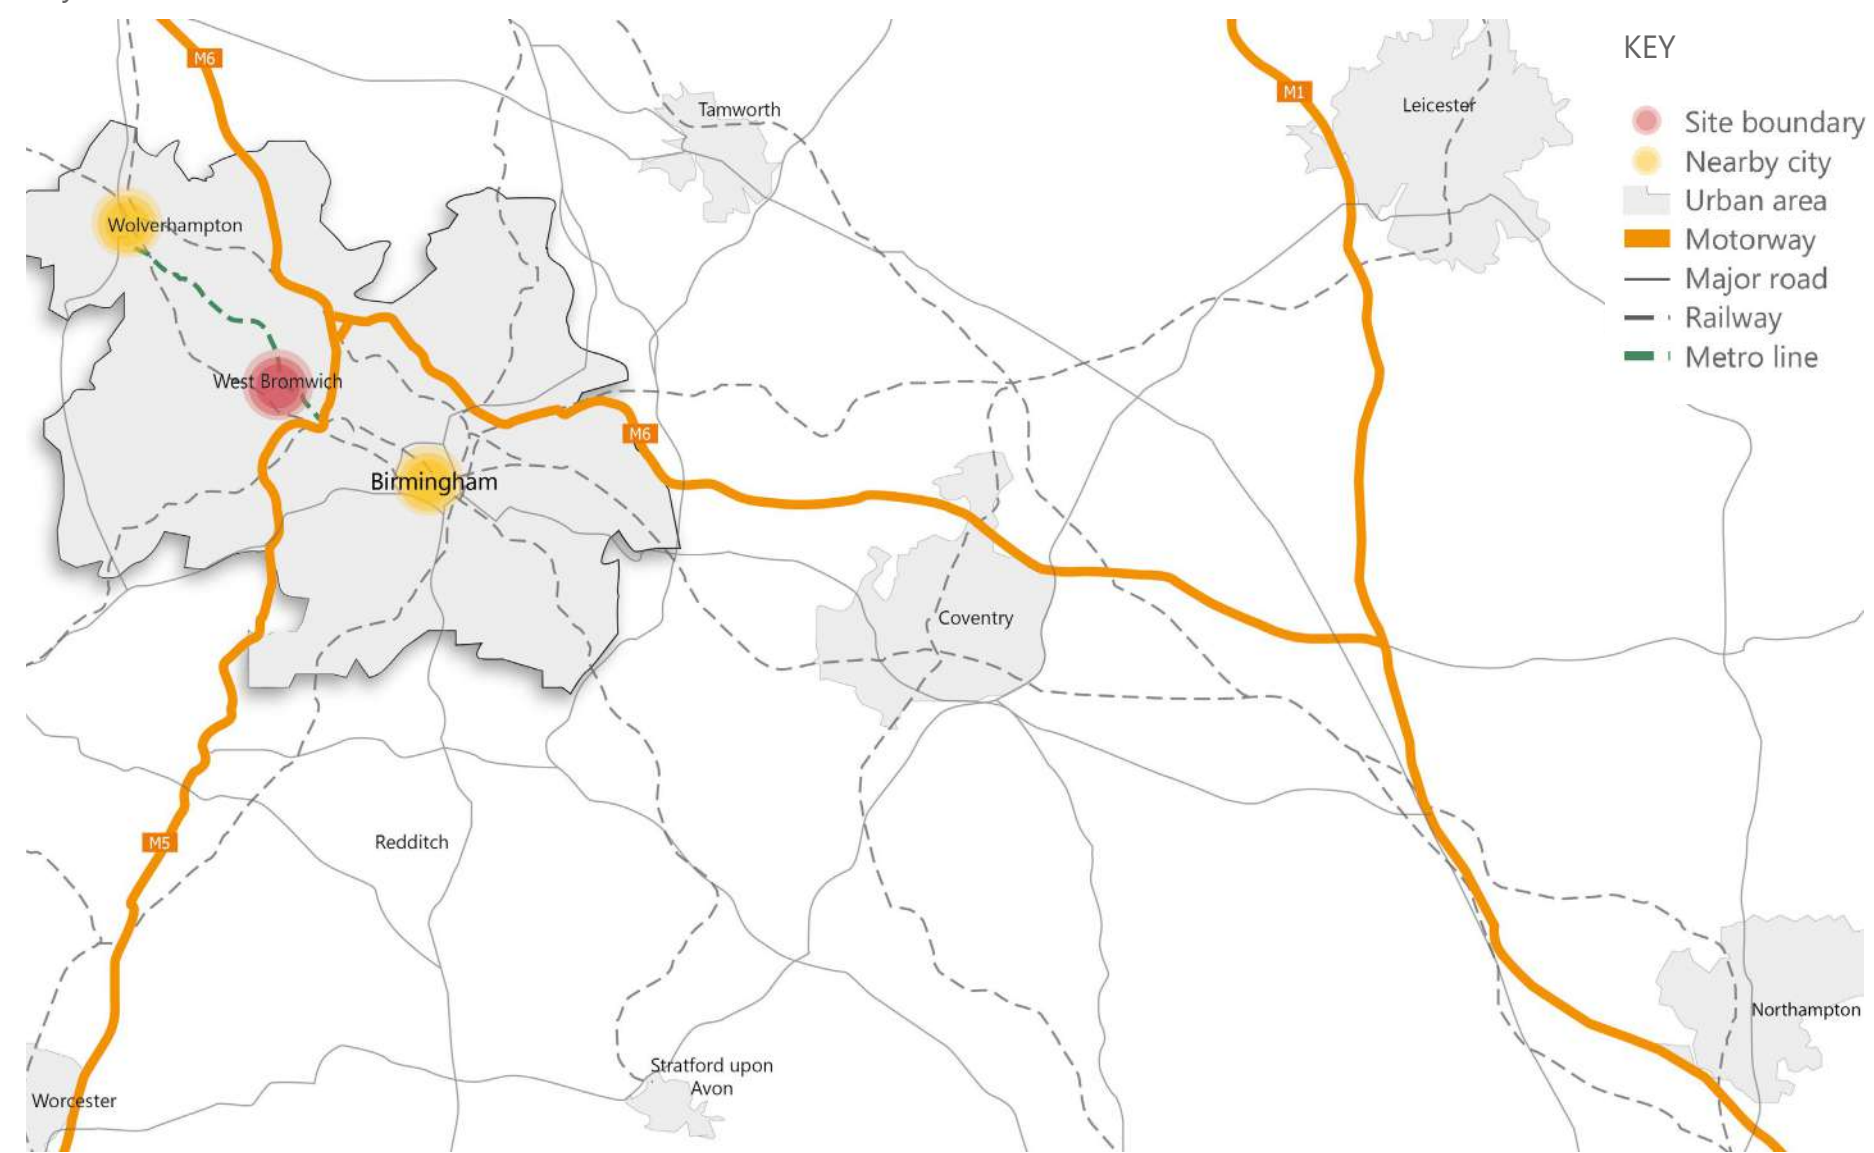 KEY
Site boundary
Nearby city
Urban area
Motorway
Major road
Railway
Metro line
M6
M1
Tamworth
Leicester
Wolverhampton
West Bromwich
M6
Birmingham
Coventry
M5
Redditch
Northampton
Stratford upon
Avon
Worcester